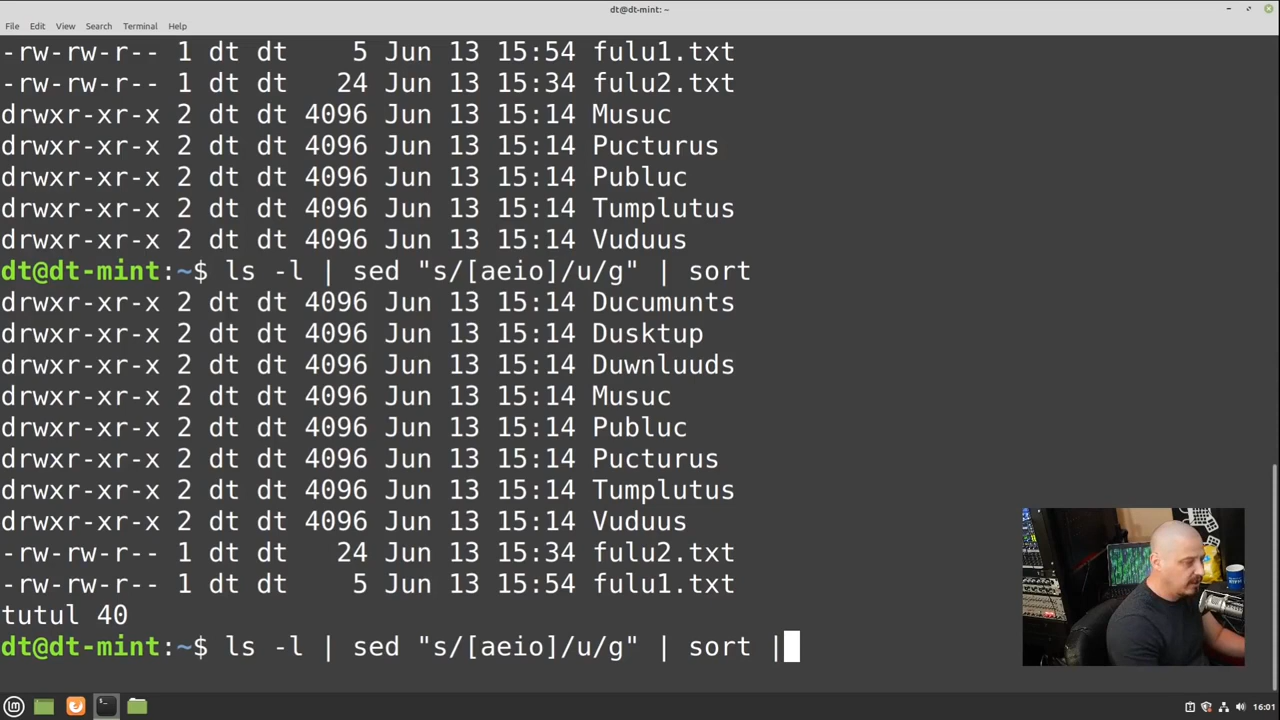 dt@dt-mint: ~
File Edit View Search Terminal Help
-rw-rw-r-- 1 dt dt    5 Jun 13 15:54 fulu1.txt
-rw-rw-r-- 1 dt dt   24 Jun 13 15:34 fulu2.txt
drwxr-xr-x 2 dt dt 4096 Jun 13 15:14 Musuc
drwxr-xr-x 2 dt dt 4096 Jun 13 15:14 Pucturus
drwxr-xr-x 2 dt dt 4096 Jun 13 15:14 Publuc
drwxr-xr-x 2 dt dt 4096 Jun 13 15:14 Tumplutus
drwxr-xr-x 2 dt dt 4096 Jun 13 15:14 Vuduus
dt@dt-mint:~$ ls -l | sed "s/[aeio]/u/g" | sort
drwxr-xr-x 2 dt dt 4096 Jun 13 15:14 Ducumunts
drwxr-xr-x 2 dt dt 4096 Jun 13 15:14 Dusktup
drwxr-xr-x 2 dt dt 4096 Jun 13 15:14 Duwnluuds
drwxr-xr-x 2 dt dt 4096 Jun 13 15:14 Musuc
drwxr-xr-x 2 dt dt 4096 Jun 13 15:14 Publuc
drwxr-xr-x 2 dt dt 4096 Jun 13 15:14 Pucturus
drwxr-xr-x 2 dt dt 4096 Jun 13 15:14 Tumplutus
drwxr-xr-x 2 dt dt 4096 Jun 13 15:14 Vuduus
-rw-rw-r-- 1 dt dt   24 Jun 13 15:34 fulu2.txt
-rw-rw-r-- 1 dt dt    5 Jun 13 15:54 fulu1.txt
tutul 40
dt@dt-mint:~$ ls -l | sed "s/[aeio]/u/g" | sort |
16:01